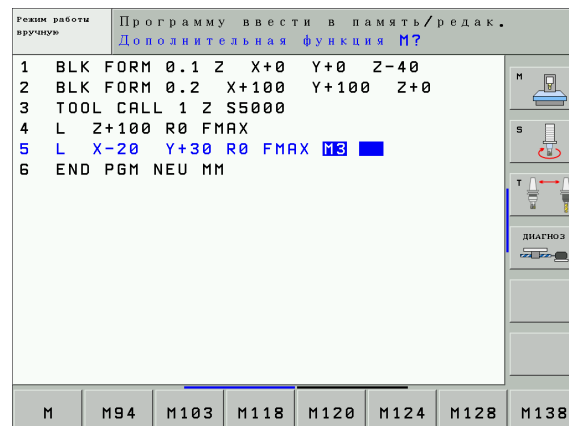 Режим работы
вручную
Программу ввести в память/редак.
Дополнительная функция M?
1 BLK FORM 0.1 Z X+0 Y+0 Z-40
2 BLK FORM 0.2 X+100 Y+100 Z+0
3 TOOL CALL 1 Z S5000
4 L Z+100 R0 FMAX
5 L X-20 Y+30 R0 FMAX M3
6 END PGM NEU MM
M
S
T
ДИАГНОЗ
M M94 M103 M118 M120 M124 M128 M138